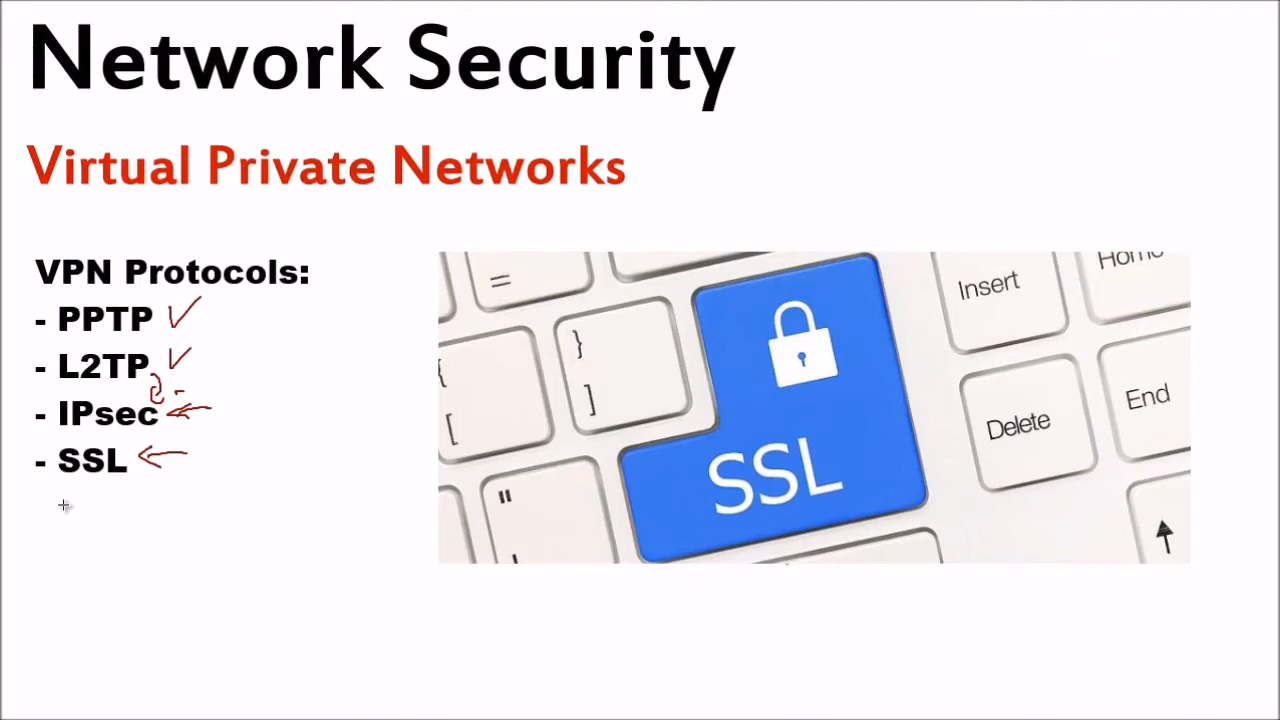 Network Security
Virtual Private Networks
VPN Protocols:
- PPTP
- L2TP
- IPsec
- SSL
=
Insert
Home
}
]
{
[
Delete
End
SSL
"